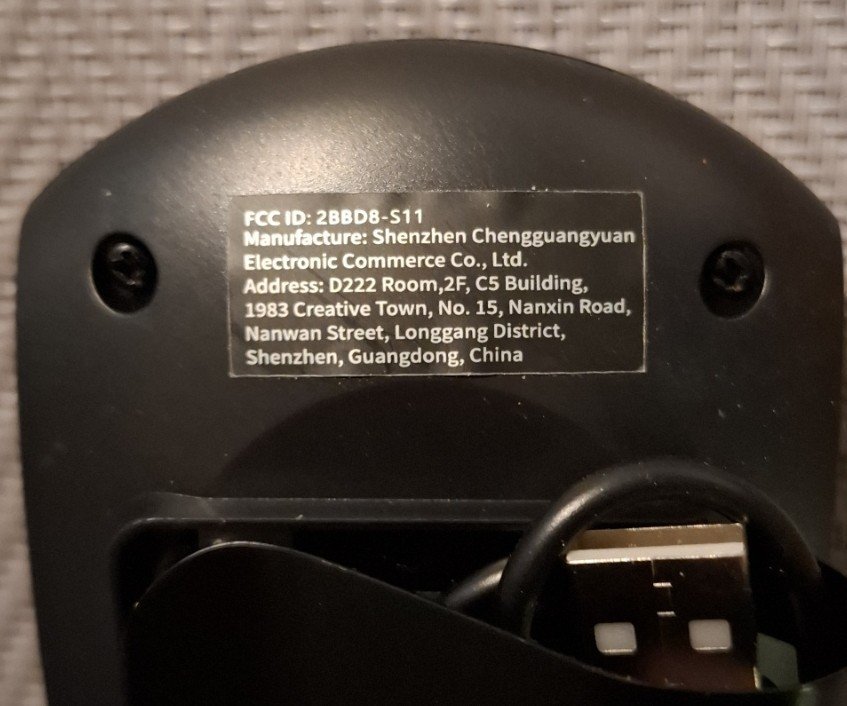 FCC ID: 2BBD8-S11
Manufacture: Shenzhen Chengguangyuan
Electronic Commerce Co., Ltd.
Address: D222 Room,2F, C5 Building,
1983 Creative Town, No. 15, Nanxin Road,
Nanwan Street, Longgang District,
Shenzhen, Guangdong, China